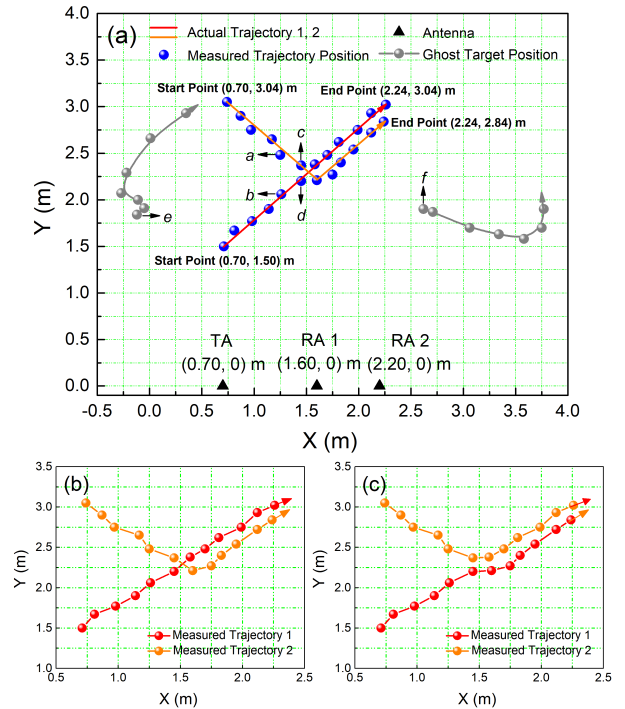 (a)
Actual Trajectory 1, 2
Antenna
Measured Trajectory Position
Ghost Target Position
Start Point (0.70, 3.04) m
End Point (2.24, 3.04) m
End Point (2.24, 2.84) m
a
c
b
d
e
f
Start Point (0.70, 1.50) m
TA
(0.70, 0) m
RA 1
(1.60, 0) m
RA 2
(2.20, 0) m
4.0
3.5
3.0
2.5
2.0
1.5
1.0
0.5
0.0
Y (m)
-0.5 0.0 0.5 1.0 1.5 2.0 2.5 3.0 3.5 4.0
X (m)
(b)
3.5
3.0
2.5
2.0
1.5
1.0
Y (m)
Measured Trajectory 1
Measured Trajectory 2
0.5 1.0 1.5 2.0 2.5
X (m)
(c)
3.5
3.0
2.5
2.0
1.5
1.0
Y (m)
Measured Trajectory 1
Measured Trajectory 2
0.5 1.0 1.5 2.0 2.5
X (m)